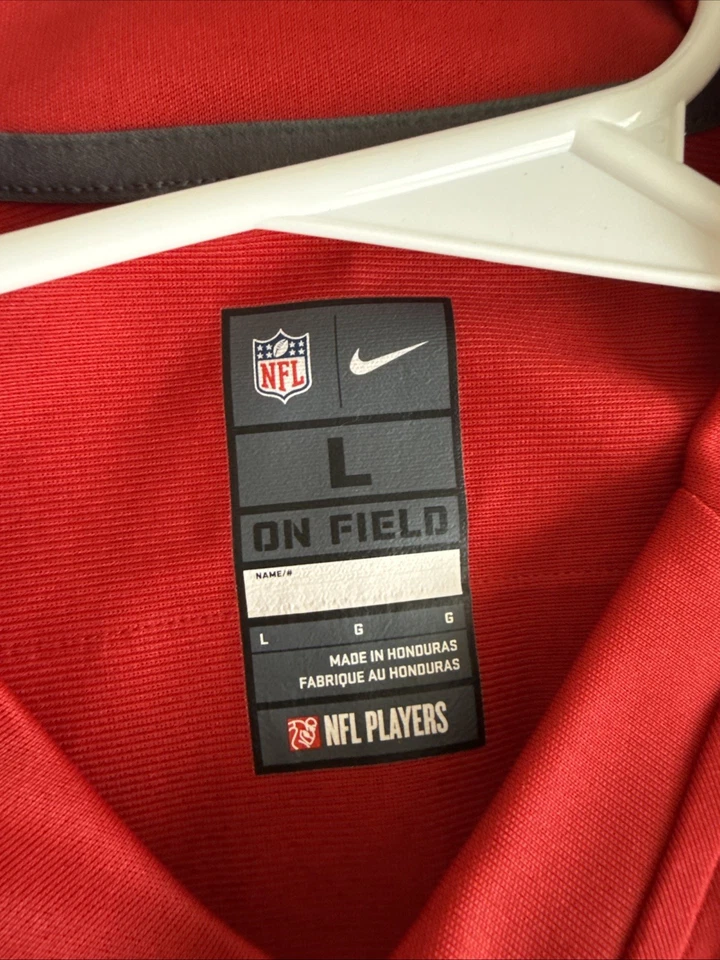 NFL
L
ON FIELD
NAME/#
L G G
MADE IN HONDURAS
FABRIQUE AU HONDURAS
NFL PLAYERS